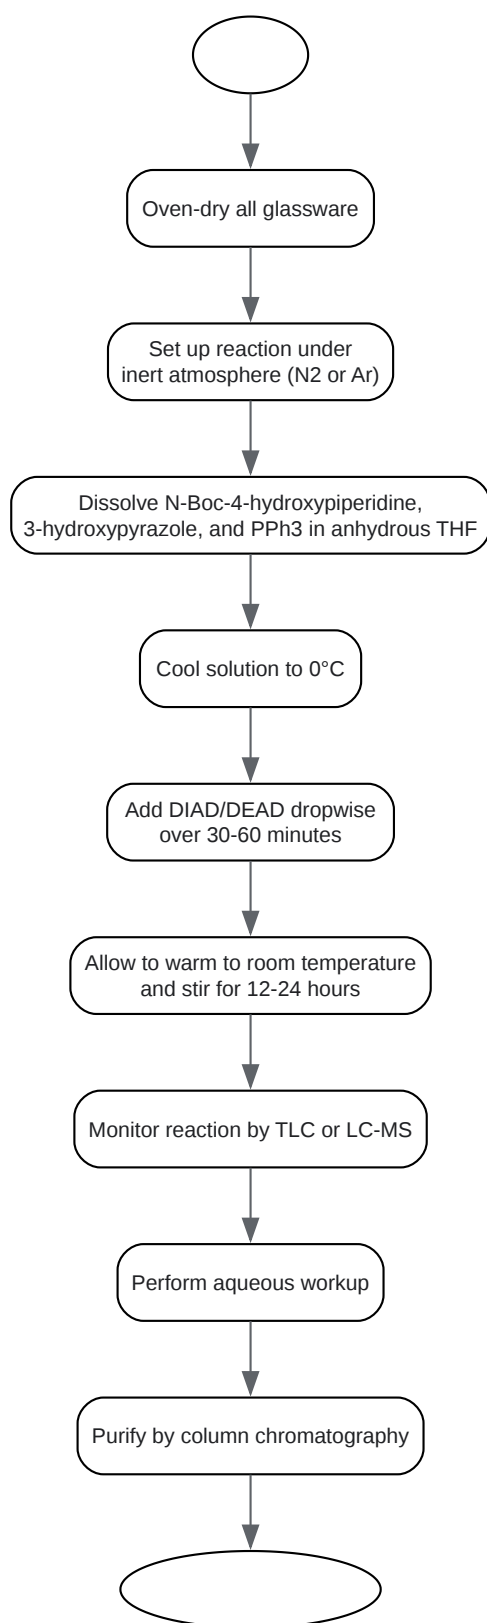 Oven-dry all glassware
Set up reaction under
inert atmosphere (N2 or Ar)
Dissolve N-Boc-4-hydroxypiperidine,
3-hydroxypyrazole, and PPh3 in anhydrous THF
Cool solution to 0°C
Add DIAD/DEAD dropwise
over 30-60 minutes
Allow to warm to room temperature
and stir for 12-24 hours
Monitor reaction by TLC or LC-MS
Perform aqueous workup
Purify by column chromatography